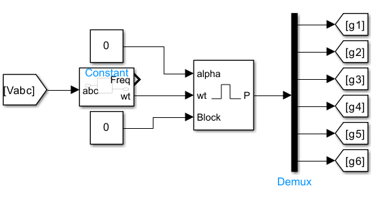 0
[g1]
[g2]
Constant
alpha
Freq
[g3]
[Vabc]
abc
wt
wt
P
[g4]
0
Block
[g5]
[g6]
Demux